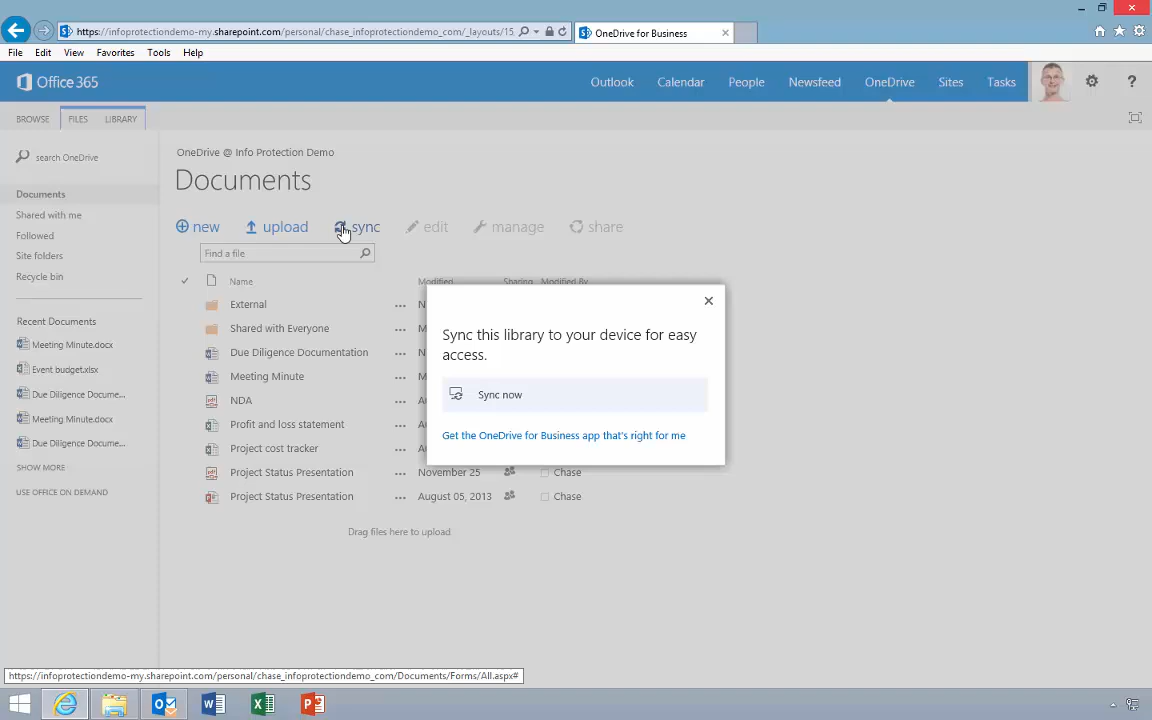 https://infoprotectiondemo-my.sharepoint.com/personal/chase_infoprotectiondemo_com/_layouts/15.
OneDrive for Business
File Edit View Favorites Tools Help
Office 365
Outlook Calendar People Newsfeed OneDrive Sites Tasks ?
BROWSE FILES LIBRARY
search OneDrive
OneDrive @ Info Protection Demo
Documents
Documents
Shared with me
Followed
Site folders
Recycle bin
Recent Documents
Meeting Minute.docx
Event budget.xlsx
Due Diligence Docume...
Meeting Minute.docx
Due Diligence Docume...
SHOW MORE
USE OFFICE ON DEMAND
new upload sync edit manage share
Find a file
Name Modified Sharing Modified By
External ... N
Shared with Everyone ... M
Due Diligence Documentation ... N
Meeting Minute ... M
NDA ... A
Profit and loss statement ... A
Project cost tracker ... A
Project Status Presentation ... November 25 Chase
Project Status Presentation ... August 05, 2013 Chase
Drag files here to upload
Sync this library to your device for easy
access.
Sync now
Get the OneDrive for Business app that's right for me
https://infoprotectiondemo-my.sharepoint.com/personal/chase_infoprotectiondemo_com/Documents/Forms/All.aspx#